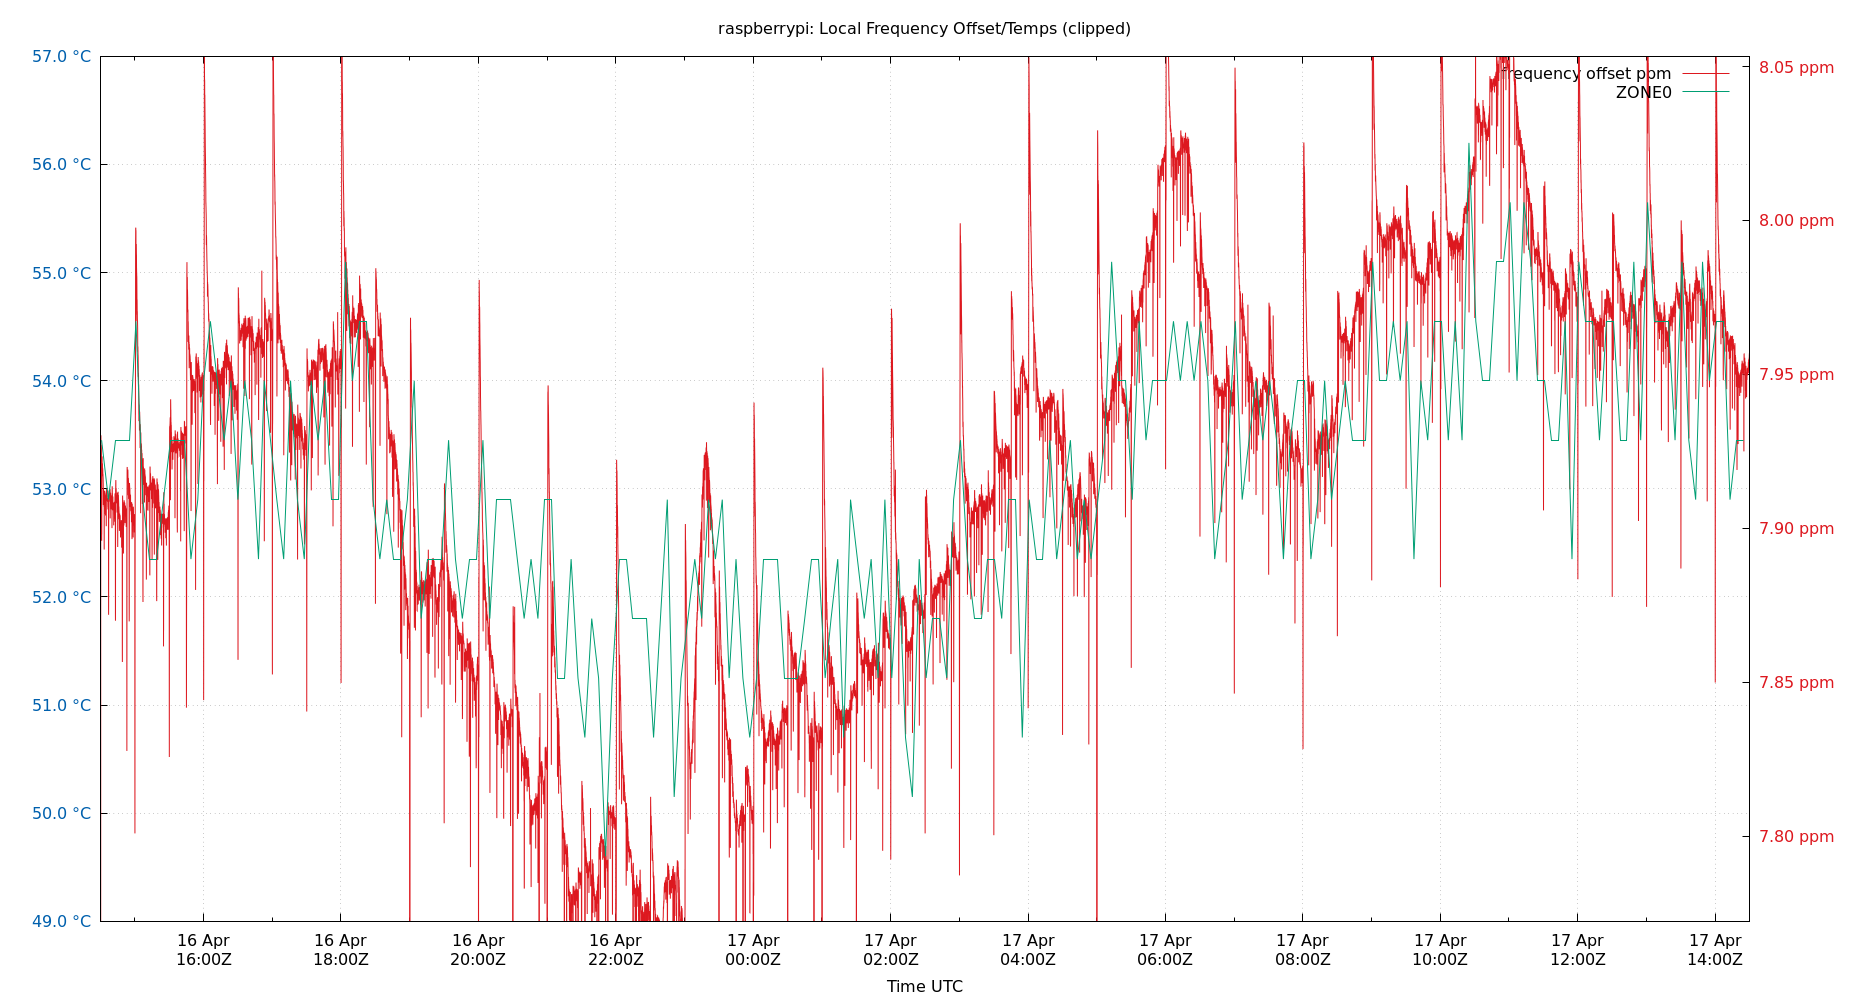 raspberrypi: Local Frequency Offset/Temps (clipped)
57.0 °C
56.0 °C
55.0 °C
54.0 °C
53.0 °C
52.0 °C
51.0 °C
50.0 °C
49.0 °C
8.05 ppm
8.00 ppm
7.95 ppm
7.90 ppm
7.85 ppm
7.80 ppm
frequency offset ppm
ZONE0
16 Apr
16:00Z
16 Apr
18:00Z
16 Apr
20:00Z
16 Apr
22:00Z
17 Apr
00:00Z
17 Apr
02:00Z
17 Apr
04:00Z
17 Apr
06:00Z
17 Apr
08:00Z
17 Apr
10:00Z
17 Apr
12:00Z
17 Apr
14:00Z
Time UTC